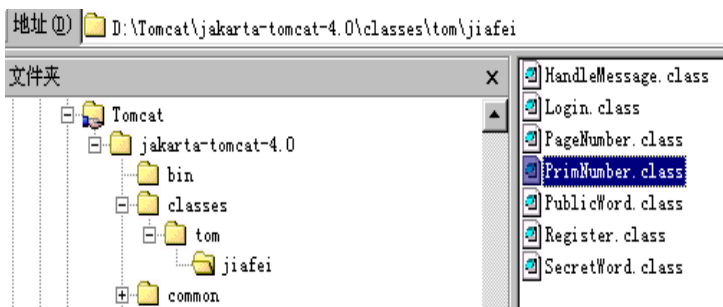 地址(D) D:\Tomcat\jakarta-tomcat-4.0\classes\tom\jiafei
文件夹 x
Tomcat
jakarta-tomcat-4.0
bin
classes
tom
jiafei
common
HandleMessage.class
Login.class
PageNumber.class
PrimNumber.class
PublicWord.class
Register.class
SecretWord.class